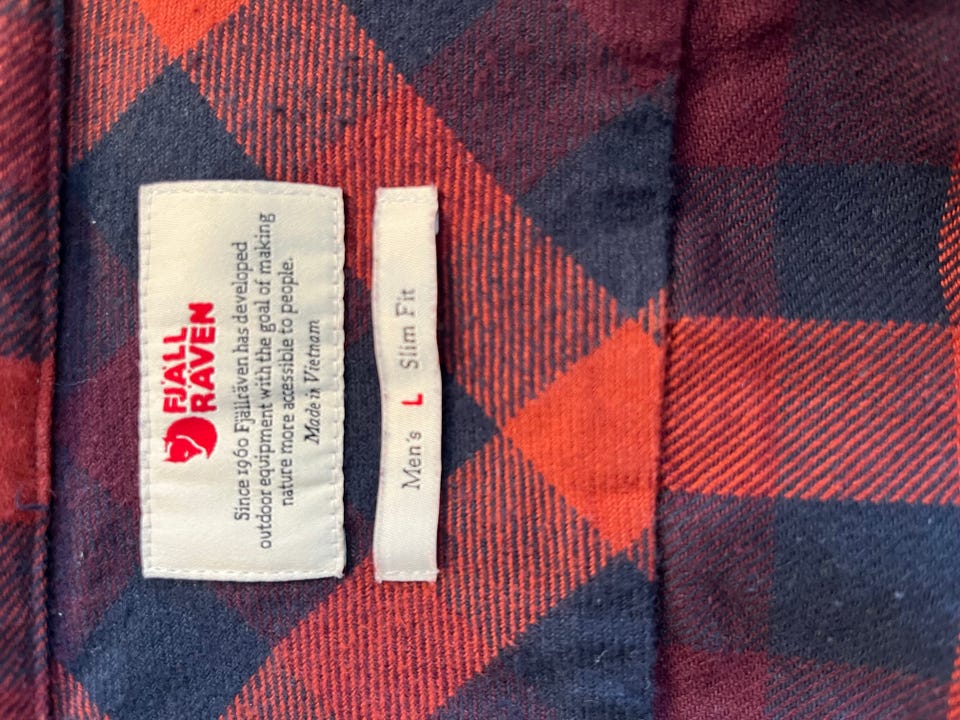 FJÄLL
RÄVEN
Since 1960 Fjällräven has developed
outdoor equipment with the goal of making
nature more accessible to people.
Made in Vietnam
Men's L Slim Fit